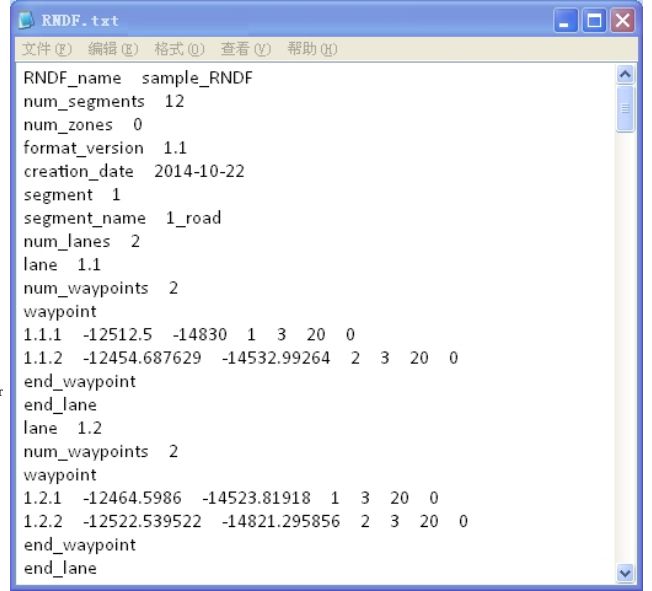 RNDF.txt
文件(F) 编辑(E) 格式(O) 查看(V) 帮助(H)
RNDF_name sample_RNDF
num_segments 12
num_zones 0
format_version 1.1
creation_date 2014-10-22
segment 1
segment_name 1_road
num_lanes 2
lane 1.1
num_waypoints 2
waypoint
1.1.1 -12512.5 -14830 1 3 20 0
1.1.2 -12454.687629 -14532.99264 2 3 20 0
end_waypoint
end_lane
lane 1.2
num_waypoints 2
waypoint
1.2.1 -12464.5986 -14523.81918 1 3 20 0
1.2.2 -12522.539522 -14821.295856 2 3 20 0
end_waypoint
end_lane